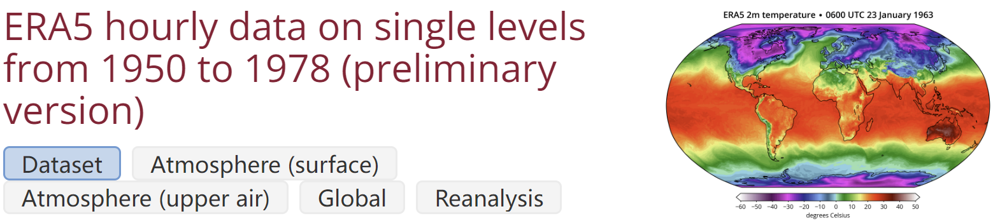 ERA5 hourly data on single levels
from 1950 to 1978 (preliminary
version)
Dataset
Atmosphere (surface)
Atmosphere (upper air)
Global
Reanalysis
ERA5 2m temperature • 0600 UTC 23 January 1963
−60 −50 −40 −30 −20 −10 0 10 20 30 40 50
degrees Celsius